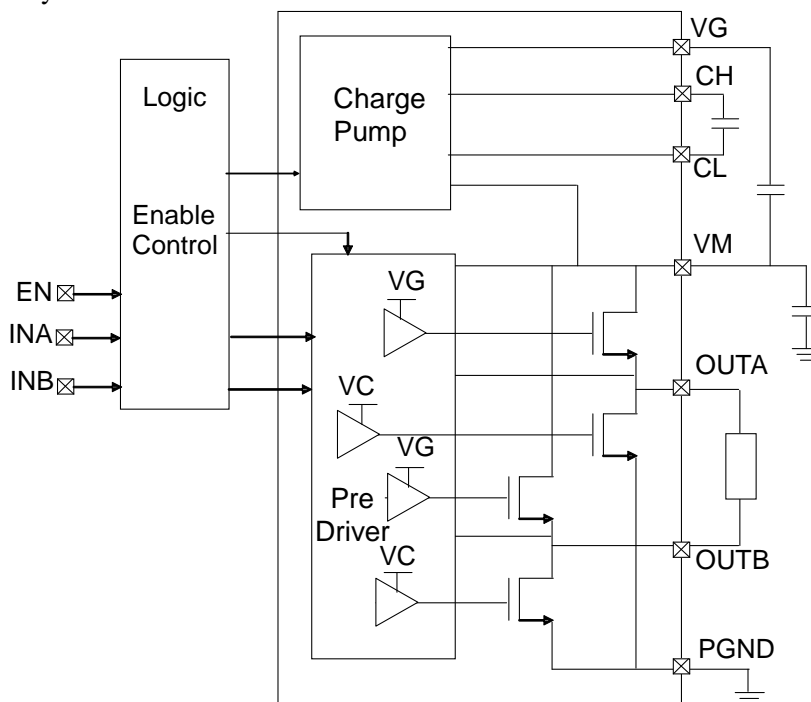 VG
CH
Logic
Charge
Pump
CL
Enable
Control
VM
EN
VG
INA
OUTA
INB
VC
VG
Pre
Driver
VC
OUTB
PGND